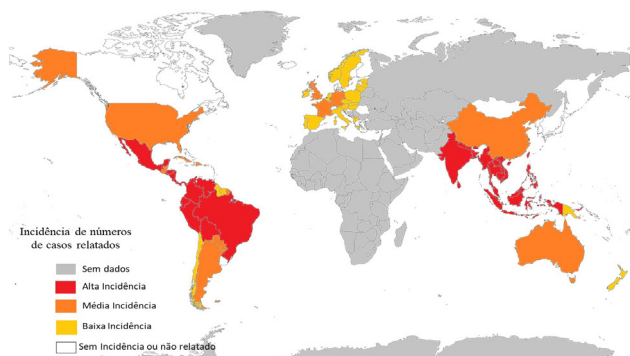 Incidência de números
de casos relatados
Sem dados
Alta Incidência
Média Incidência
Baixa Incidência
Sem Incidência ou não relatado